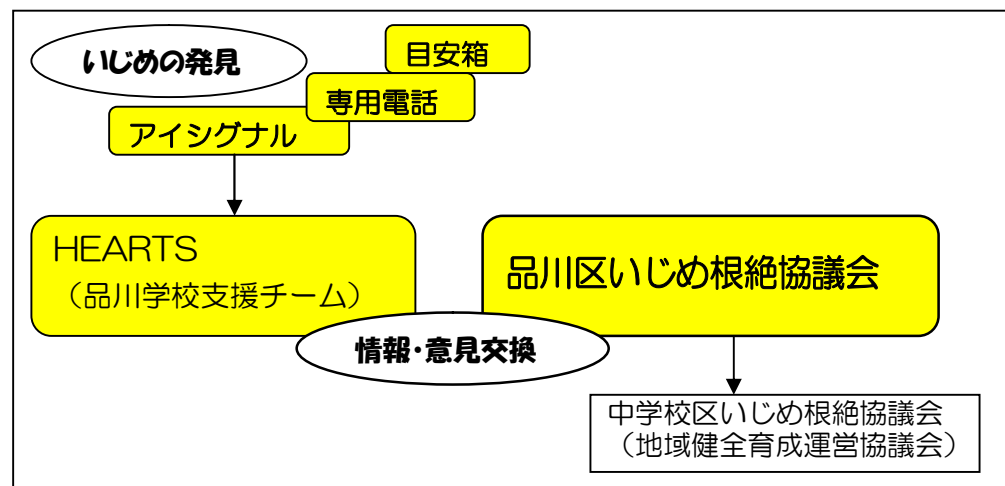 いじめの発見
目安箱
専用電話
アイシグナル
HEARTS
（品川学校支援チーム）
品川区いじめ根絶協議会
情報・意見交換
中学校区いじめ根絶協議会
（地域健全育成運営協議会）